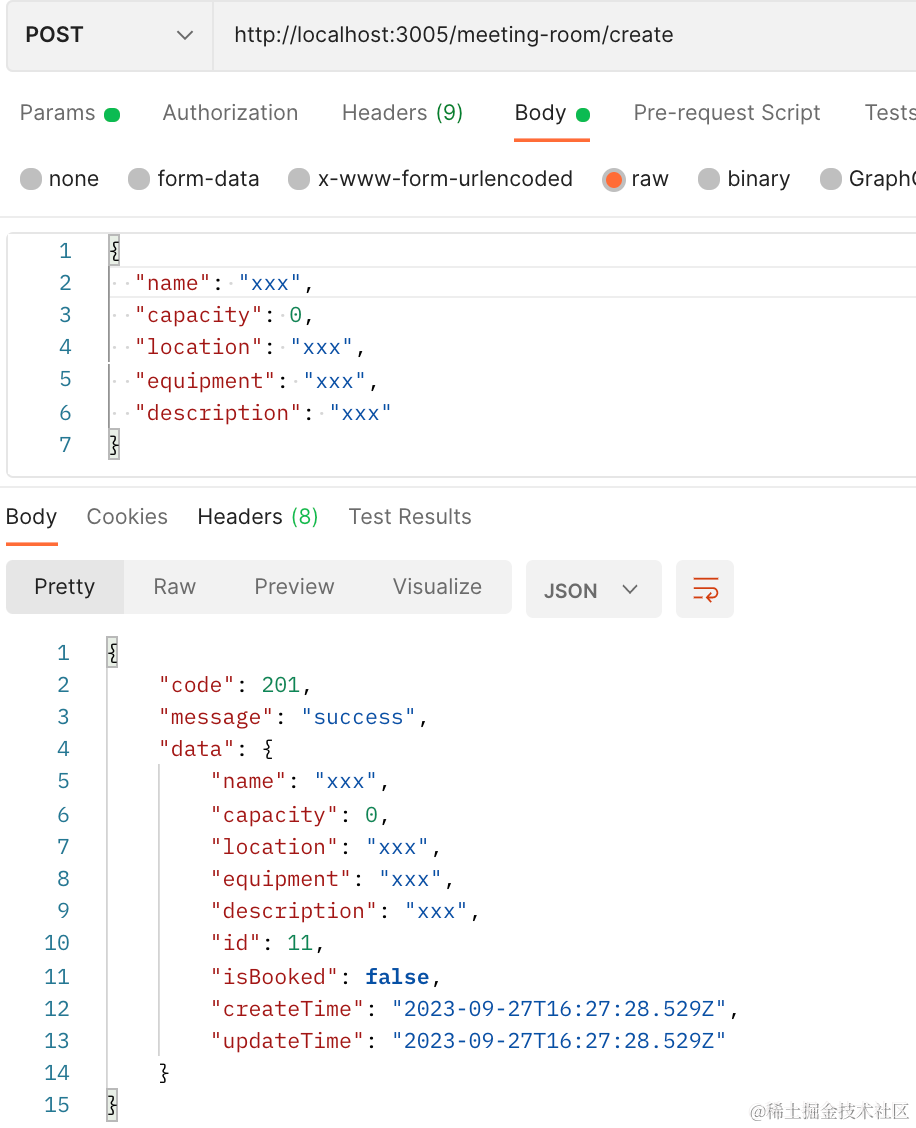 POST http://localhost:3005/meeting-room/create
Params Authorization Headers (9) Body Pre-request Script Tests
none form-data x-www-form-urlencoded raw binary Graph
1 {
2 "name": "xxx",
3 "capacity": 0,
4 "location": "xxx",
5 "equipment": "xxx",
6 "description": "xxx"
7 }
Body Cookies Headers (8) Test Results
Pretty Raw Preview Visualize JSON
1 {
2 "code": 201,
3 "message": "success",
4 "data": {
5 "name": "xxx",
6 "capacity": 0,
7 "location": "xxx",
8 "equipment": "xxx",
9 "description": "xxx",
10 "id": 11,
11 "isBooked": false,
12 "createTime": "2023-09-27T16:27:28.529Z",
13 "updateTime": "2023-09-27T16:27:28.529Z"
14 }
15 }
@稀土掘金技术社区